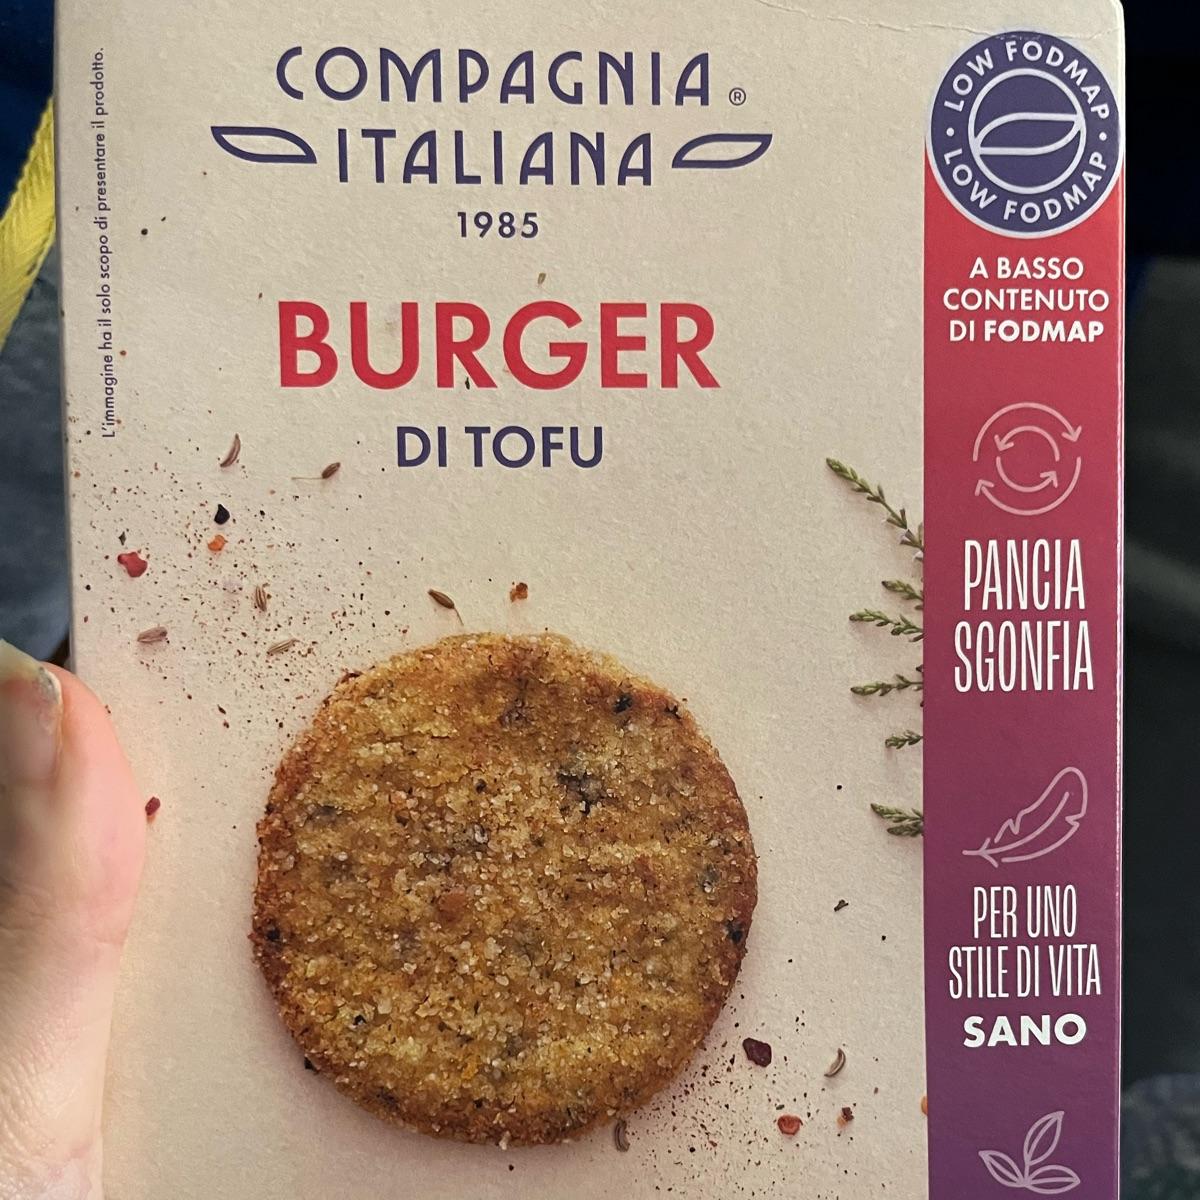 L'immagine ha il solo scopo di presentare il prodotto.
COMPAGNIA ®
ITALIANA
1985
BURGER
DI TOFU
· LOW FODMAP ·
LOW FODMAP
A BASSO
CONTENUTO
DI FODMAP
PANCIA
SGONFIA
PER UNO
STILE DI VITA
SANO